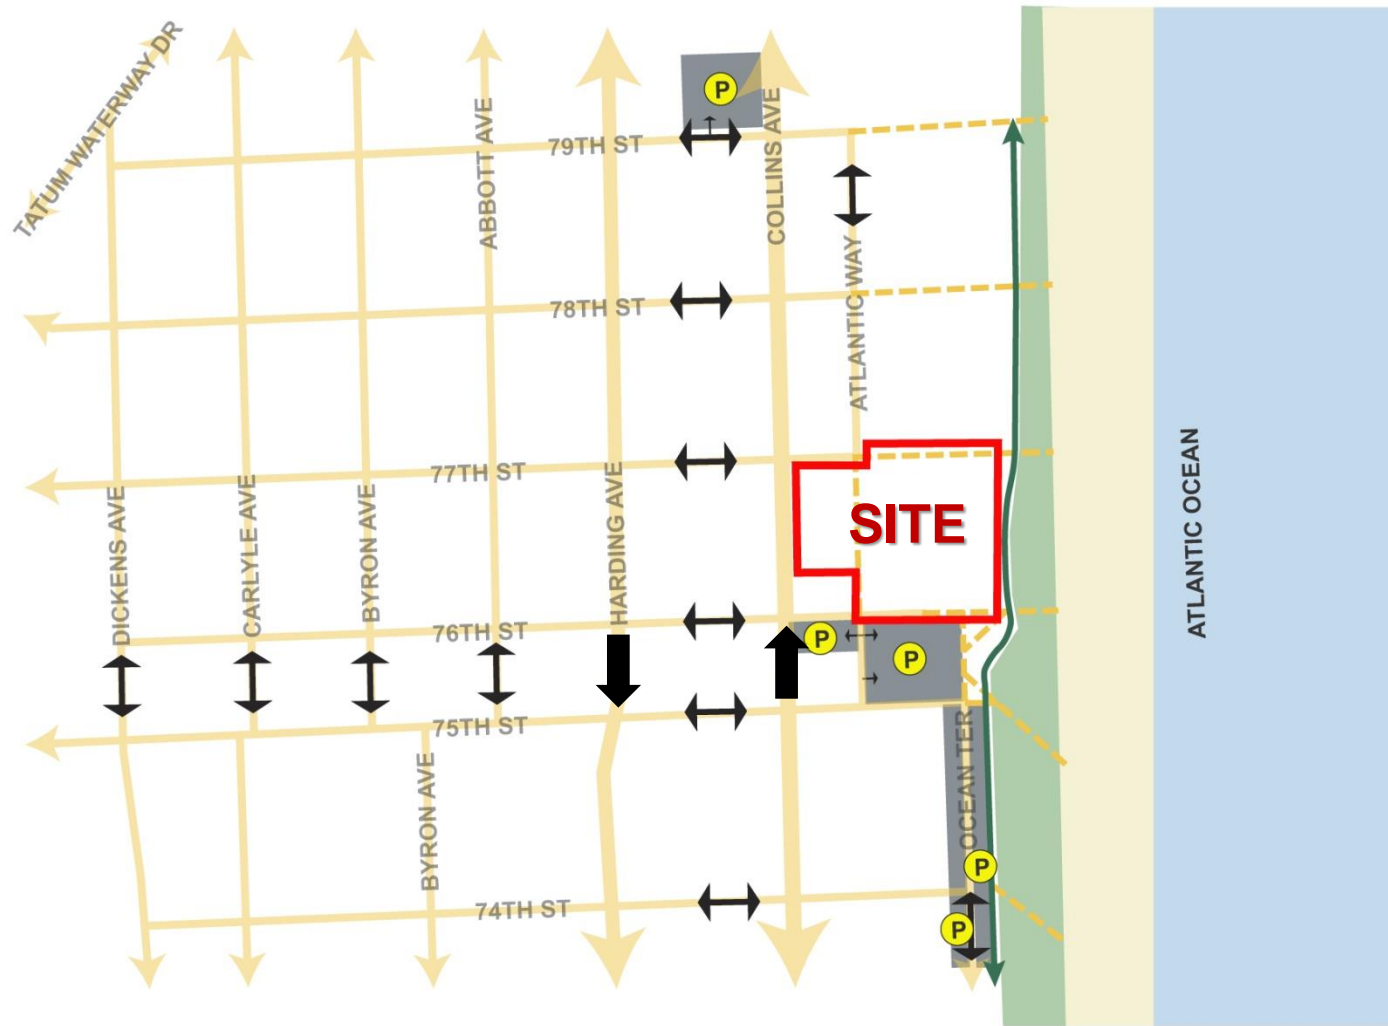 TATUM WATERWAY DR
P
COLLINS AVE
ABBOTT AVE
79TH ST
ATLANTIC WAY
78TH ST
77TH ST
DICKENS AVE
CARLYLE AVE
BYRON AVE
HARDING AVE
SITE
ATLANTIC OCEAN
76TH ST
P
P
75TH ST
BYRON AVE
OCEAN TER
P
74TH ST
P